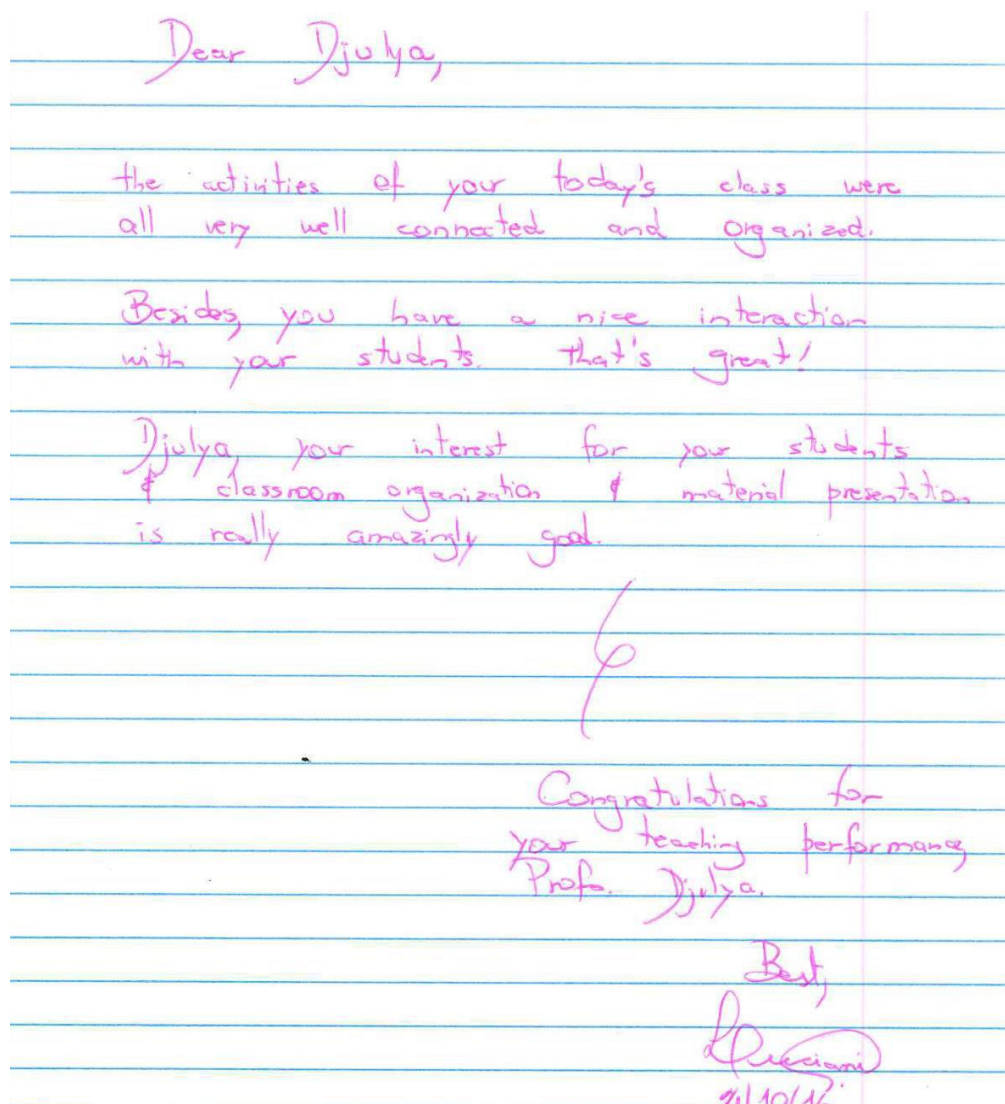 Dear Djulya,
the activities of your today's class were
all very well connected and organized.
Besides, you have a nice interaction
with your students. That's great!
Djulya, your interest for your students
& classroom organization & material presentation
is really amazingly good.
Congratulations for
your teaching performance,
Profa. Djulya.
Best,